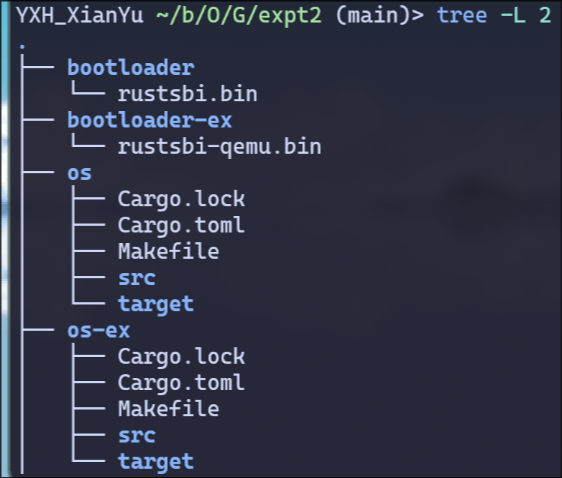 YXH_XianYu ~/b/O/G/expt2 (main)> tree -L 2
.
├── bootloader
│   └── rustsbi.bin
├── bootloader-ex
│   └── rustsbi-qemu.bin
├── os
│   ├── Cargo.lock
│   ├── Cargo.toml
│   ├── Makefile
│   ├── src
│   └── target
├── os-ex
│   ├── Cargo.lock
│   ├── Cargo.toml
│   ├── Makefile
│   ├── src
│   └── target